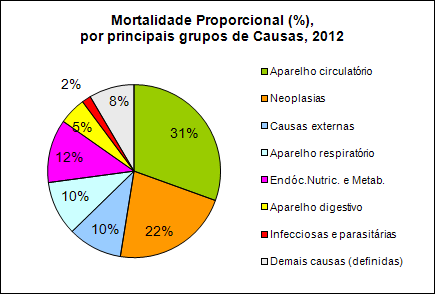 Mortalidade Proporcional (%),
por principais grupos de Causas, 2012
2%
8%
31%
5%
12%
10%
10%
22%
Aparelho circulatório
Neoplasias
Causas externas
Aparelho respiratório
Endóc.Nutric. e Metab.
Aparelho digestivo
Infecciosas e parasitárias
Demais causas (definidas)